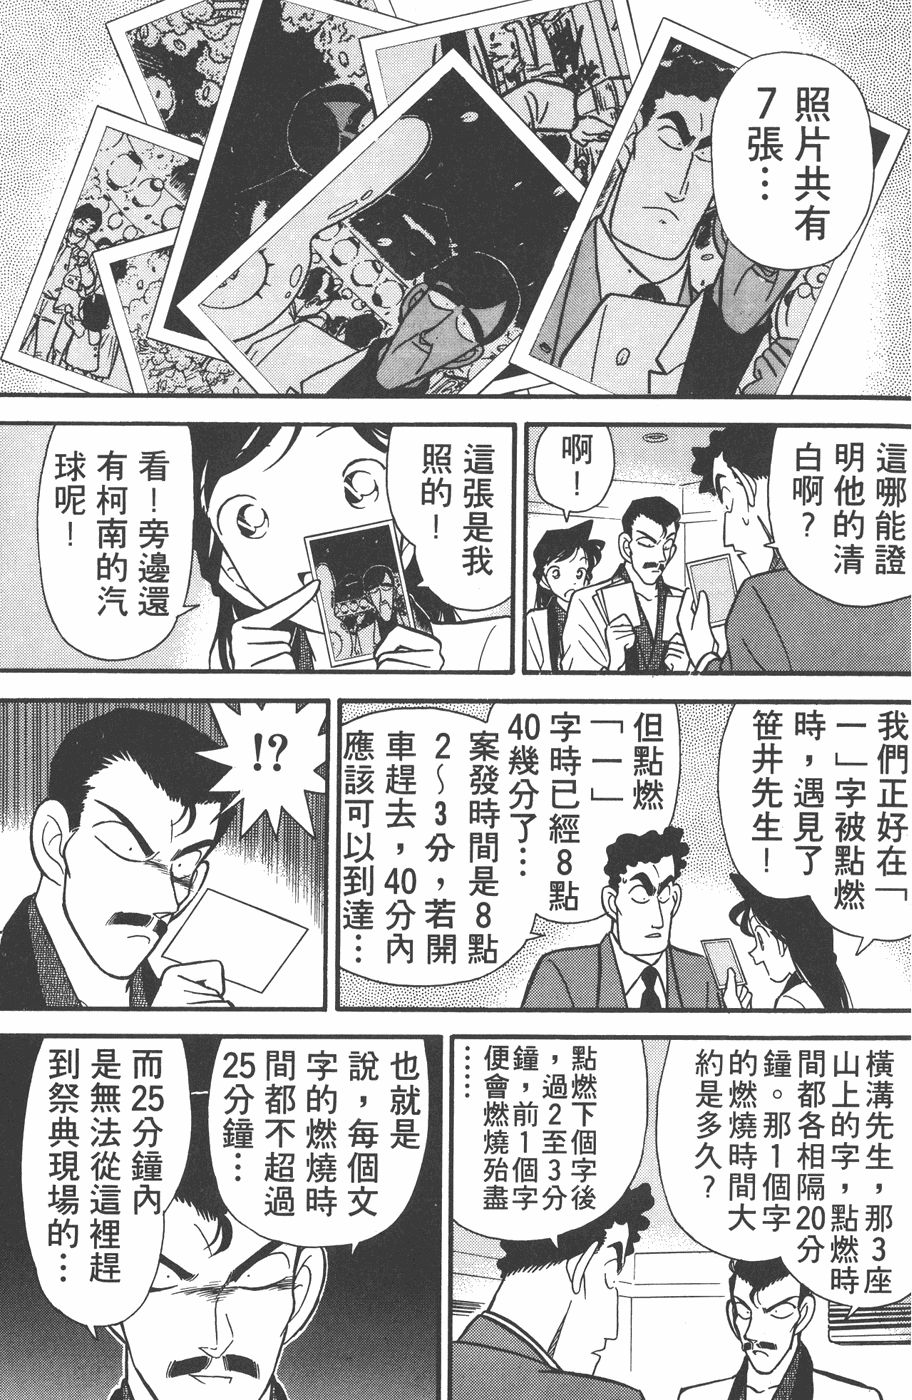 照片共有
7張…
這哪能證
明他的清
白啊?
啊!
這張是我
照的!
看!旁邊還
有柯南的汽
球呢!
我們正好在「
一」字被點燃
時,遇見了
笹井先生!
但點燃
「一」
字時已經8點
40幾分了…
案發時間是8點
2~3分,若開
車趕去,40分內
應該可以到達…
!?
橫溝先生,那3座
山上的字,點燃時
間都各相隔20分
鐘。那1個字
的燃燒時間大
約是多久?
點燃下個字後
,過2至3分
鐘,前1個字
便會燃燒殆盡
……
也就是
說,每個文
字的燃燒時
間都不超過
25分鐘…
而25分鐘內
是無法從這裡趕
到祭典現場的…